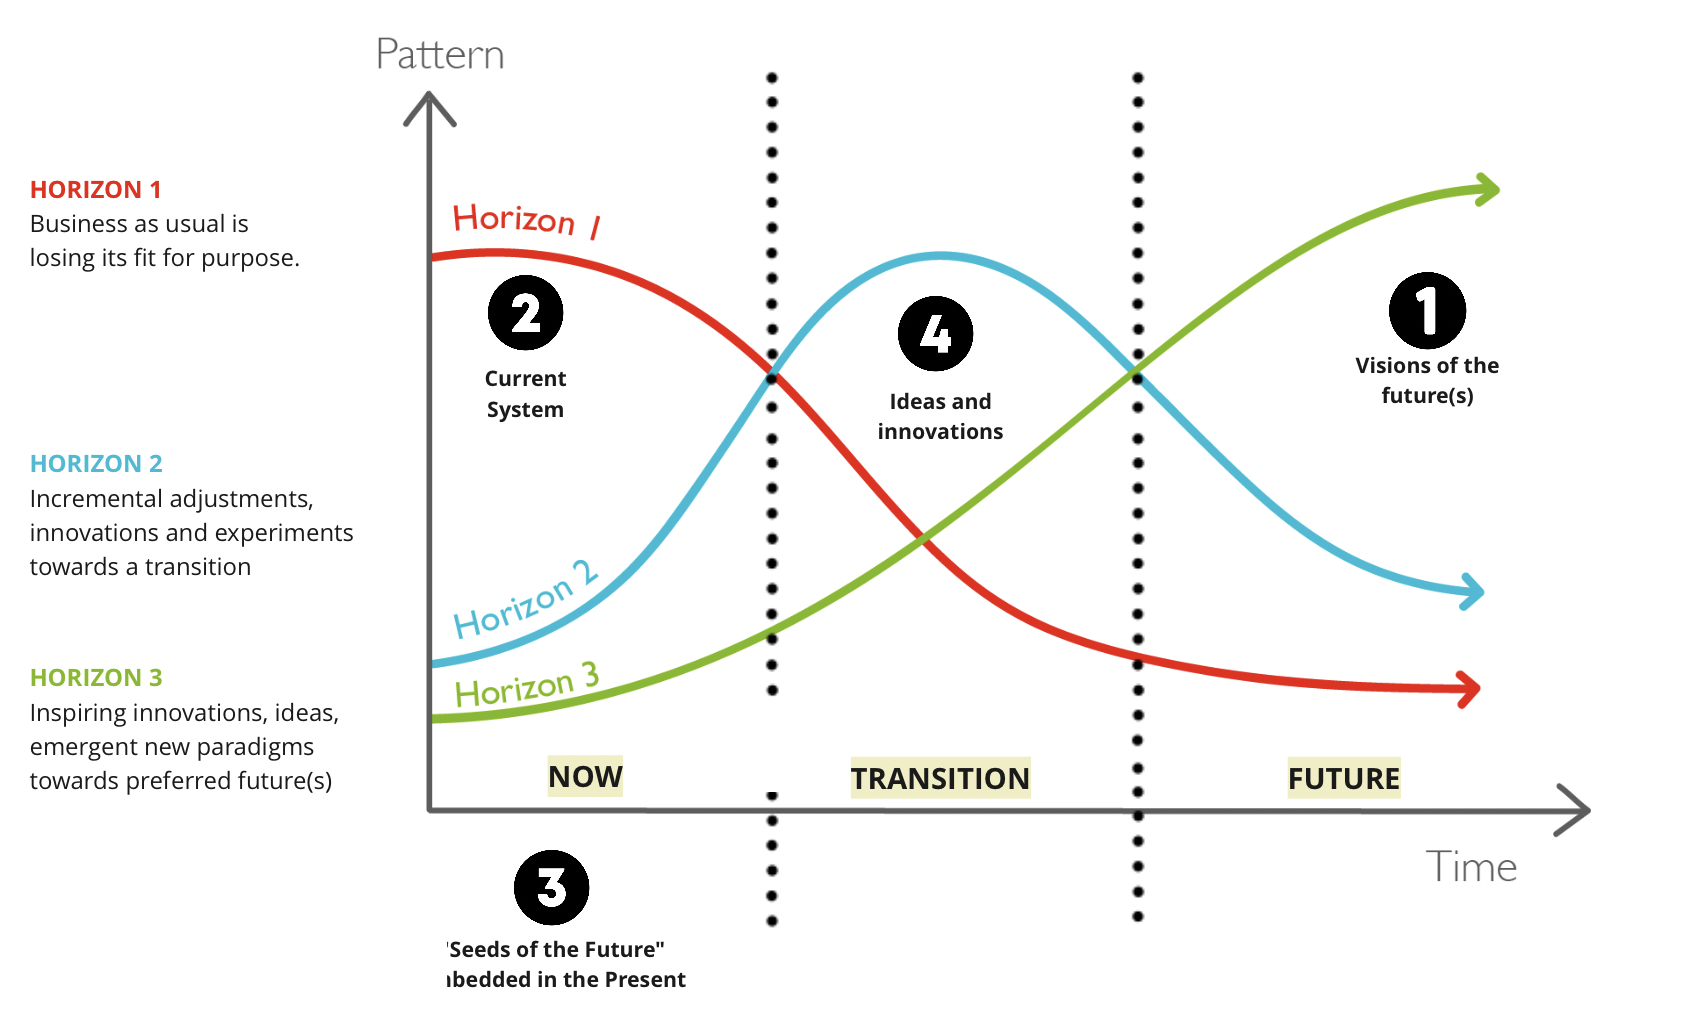 Pattern
HORIZON 1
Business as usual is
losing its fit for purpose.
Horizon 1
2
Current
System
4
Ideas and
innovations
1
Visions of the
future(s)
HORIZON 2
Incremental adjustments,
innovations and experiments
towards a transition
Horizon 2
HORIZON 3
Inspiring innovations, ideas,
emergent new paradigms
towards preferred future(s)
Horizon 3
NOW
TRANSITION
FUTURE
Time
3
"Seeds of the Future"
in the Present